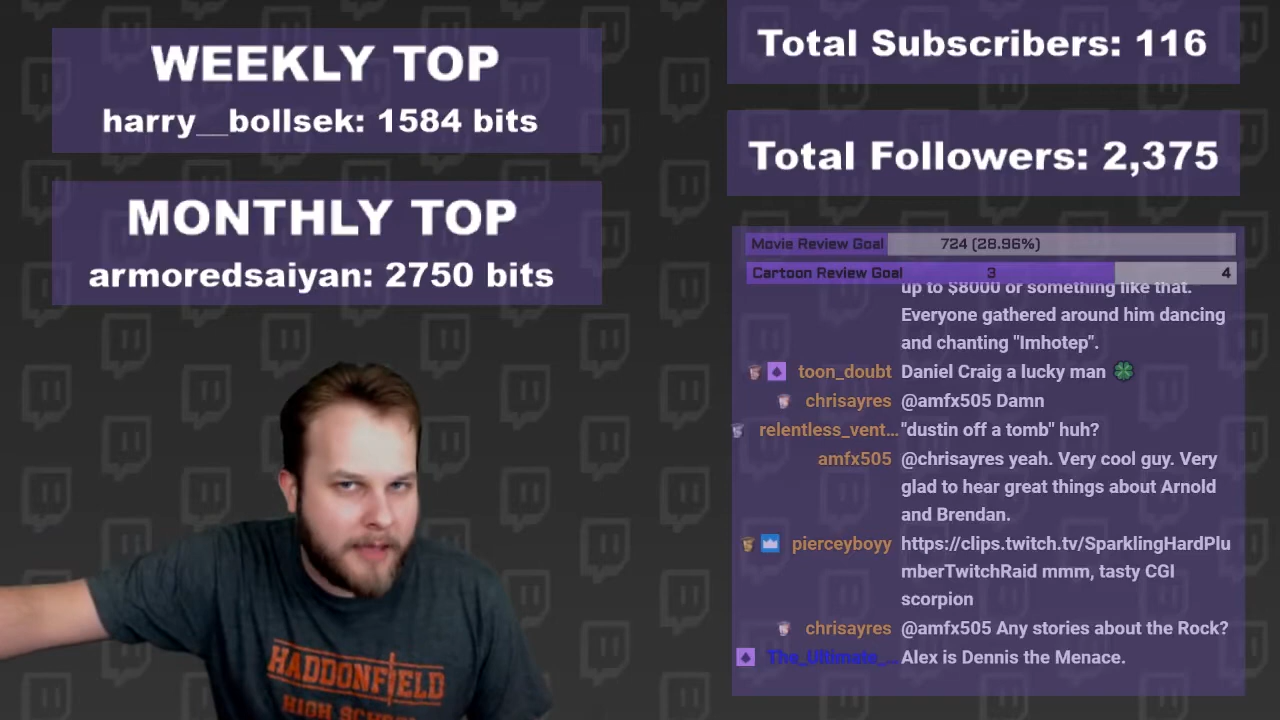 WEEKLY TOP
harry__bollsek: 1584 bits
MONTHLY TOP
armoredsaiyan: 2750 bits
Total Subscribers: 116
Total Followers: 2,375
Movie Review Goal 724 (28.96%)
Cartoon Review Goal 3 4
up to $8000 or something like that.
Everyone gathered around him dancing
and chanting "Imhotep".
toon_doubt Daniel Craig a lucky man 🍀
chrisayres @amfx505 Damn
relentless_vent... "dustin off a tomb" huh?
amfx505 @chrisayres yeah. Very cool guy. Very
glad to hear great things about Arnold
and Brendan.
pierceyboyy https://clips.twitch.tv/SparklingHardPlu
mberTwitchRaid mmm, tasty CGI
scorpion
chrisayres @amfx505 Any stories about the Rock?
The_Ultimate_... Alex is Dennis the Menace.
HADDONFIELD
HIGH SCHOOL